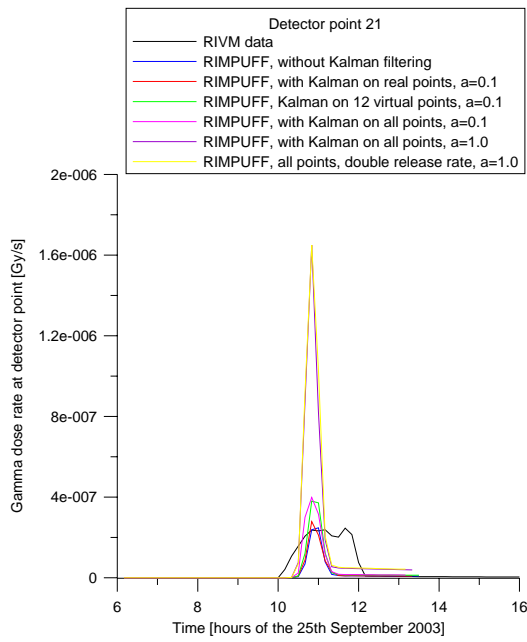 Detector point 21
RIVM data
RIMPUFF, without Kalman filtering
RIMPUFF, with Kalman on real points, a=0.1
RIMPUFF, Kalman on 12 virtual points, a=0.1
RIMPUFF, with Kalman on all points, a=0.1
RIMPUFF, with Kalman on all points, a=1.0
RIMPUFF, all points, double release rate, a=1.0
2e-006
1.6e-006
1.2e-006
8e-007
4e-007
0
Gamma dose rate at detector point [Gy/s]
6 8 10 12 14 16
Time [hours of the 25th September 2003]